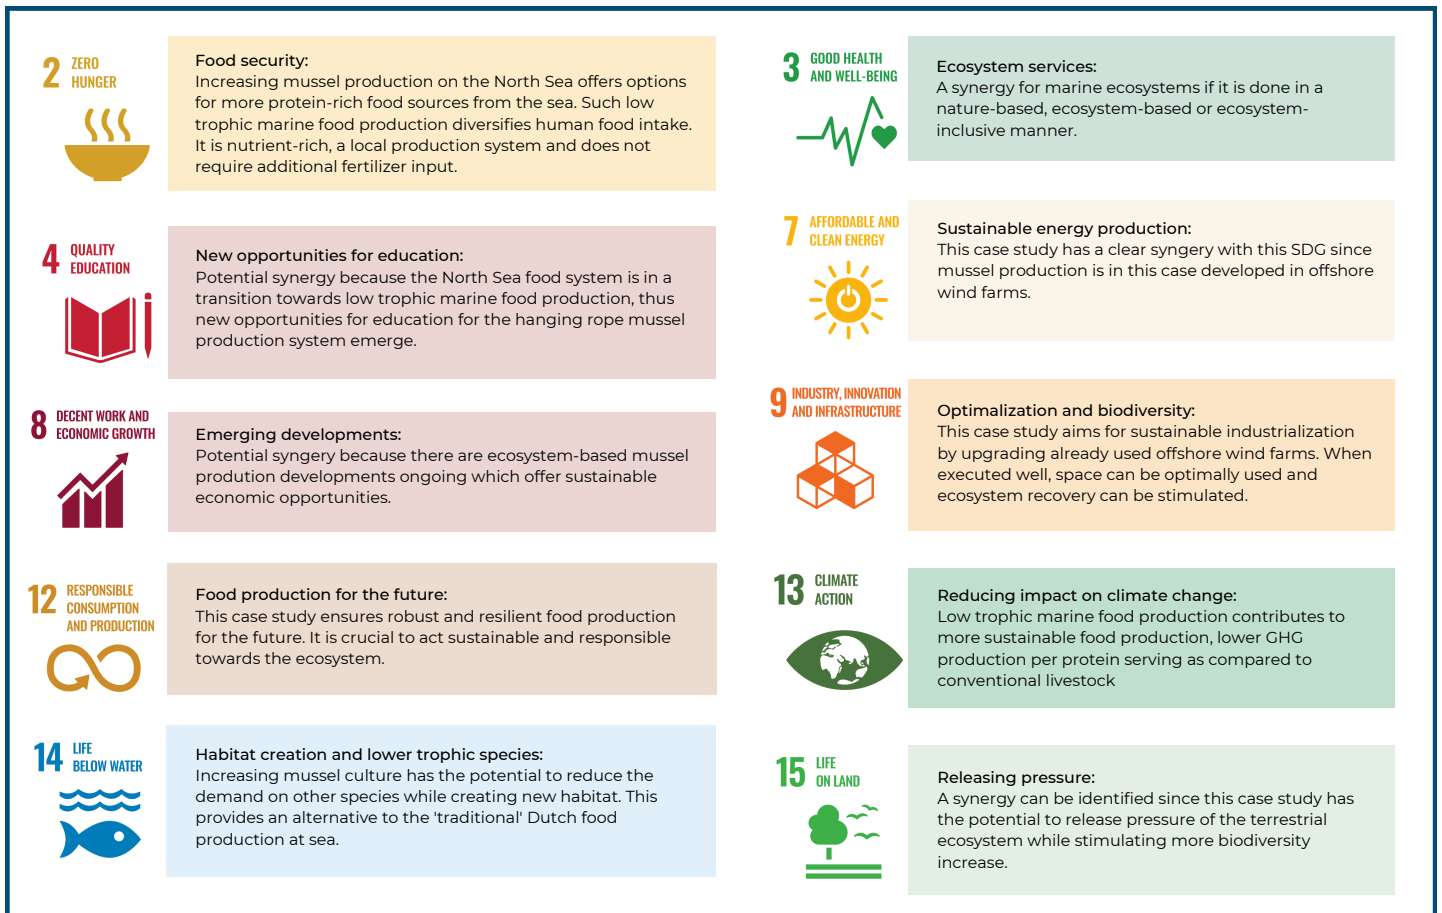 2 ZERO
HUNGER
Food security:
Increasing mussel production on the North Sea offers options
for more protein-rich food sources from the sea. Such low
trophic marine food production diversifies human food intake.
It is nutrient-rich, a local production system and does not
require additional fertilizer input.
3 GOOD HEALTH
AND WELL-BEING
Ecosystem services:
A synergy for marine ecosystems if it is done in a
nature-based, ecosystem-based or ecosystem-
inclusive manner.
4 QUALITY
EDUCATION
New opportunities for education:
Potential synergy because the North Sea food system is in a
transition towards low trophic marine food production, thus
new opportunities for education for the hanging rope mussel
production system emerge.
7 AFFORDABLE AND
CLEAN ENERGY
Sustainable energy production:
This case study has a clear syngery with this SDG since
mussel production is in this case developed in offshore
wind farms.
8 DECENT WORK AND
ECONOMIC GROWTH
Emerging developments:
Potential syngery because there are ecosystem-based mussel
prodution developments ongoing which offer sustainable
economic opportunities.
9 INDUSTRY, INNOVATION
AND INFRASTRUCTURE
Optimalization and biodiversity:
This case study aims for sustainable industrialization
by upgrading already used offshore wind farms. When
executed well, space can be optimally used and
ecosystem recovery can be stimulated.
12 RESPONSIBLE
CONSUMPTION
AND PRODUCTION
Food production for the future:
This case study ensures robust and resilient food production
for the future. It is crucial to act sustainable and responsible
towards the ecosystem.
13 CLIMATE
ACTION
Reducing impact on climate change:
Low trophic marine food production contributes to
more sustainable food production, lower GHG
production per protein serving as compared to
conventional livestock
14 LIFE
BELOW WATER
Habitat creation and lower trophic species:
Increasing mussel culture has the potential to reduce the
demand on other species while creating new habitat. This
provides an alternative to the 'traditional' Dutch food
production at sea.
15 LIFE
ON LAND
Releasing pressure:
A synergy can be identified since this case study has
the potential to release pressure of the terrestrial
ecosystem while stimulating more biodiversity
increase.